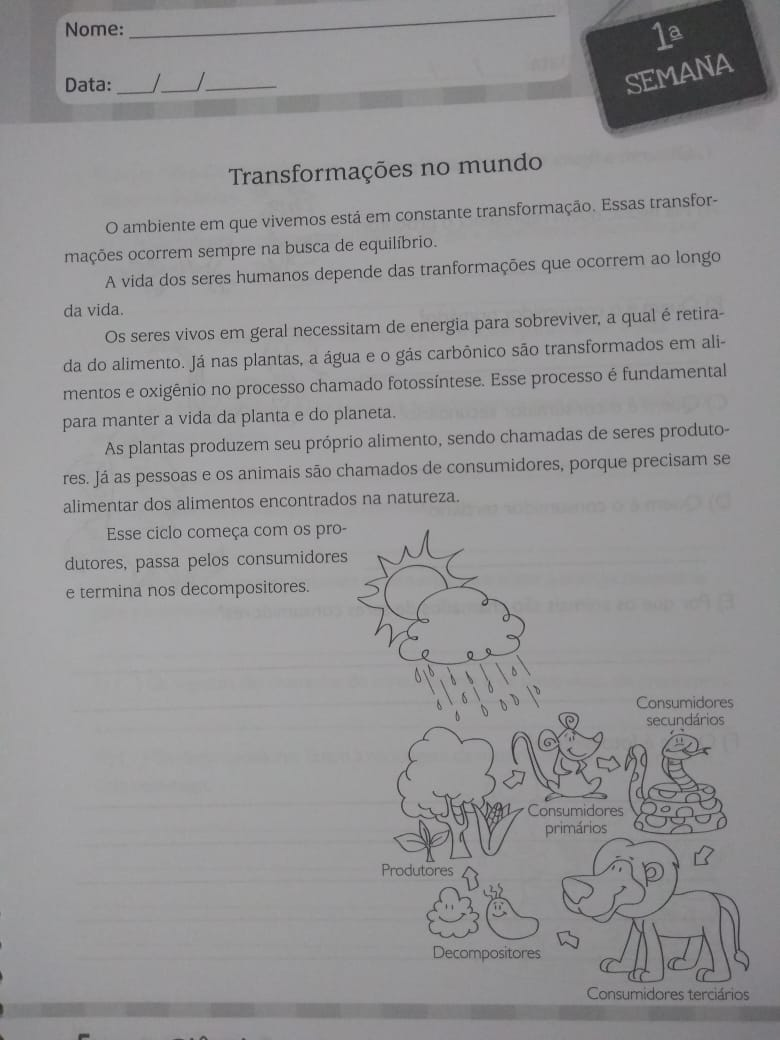 Nome:
Data: ___/___/______
1ª
SEMANA
Transformações no mundo
O ambiente em que vivemos está em constante transformação. Essas transfor-
mações ocorrem sempre na busca de equilíbrio.
A vida dos seres humanos depende das tranformações que ocorrem ao longo
da vida.
Os seres vivos em geral necessitam de energia para sobreviver, a qual é retira-
da do alimento. Já nas plantas, a água e o gás carbônico são transformados em ali-
mentos e oxigênio no processo chamado fotossíntese. Esse processo é fundamental
para manter a vida da planta e do planeta.
As plantas produzem seu próprio alimento, sendo chamadas de seres produto-
res. Já as pessoas e os animais são chamados de consumidores, porque precisam se
alimentar dos alimentos encontrados na natureza.
Esse ciclo começa com os pro-
dutores, passa pelos consumidores
e termina nos decompositores.
Consumidores
secundários
Consumidores
primários
Produtores
Decompositores
Consumidores terciários